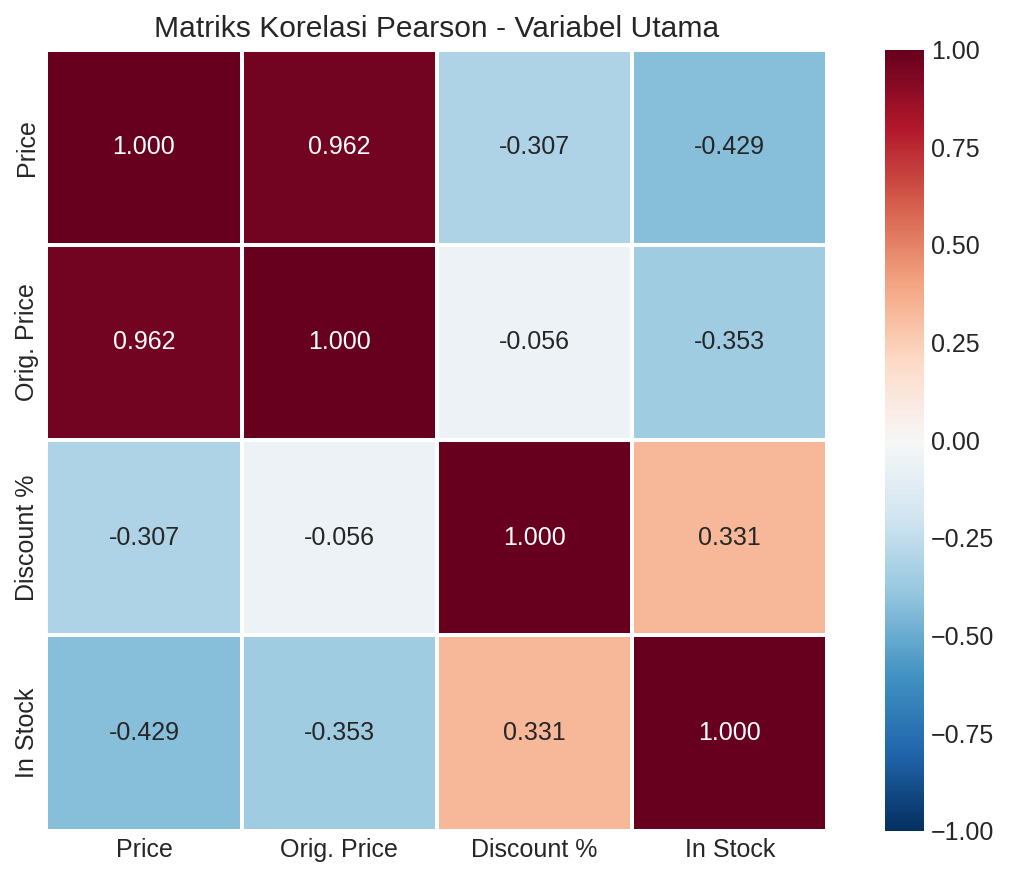 Matriks Korelasi Pearson - Variabel Utama
Price
1.000
0.962
-0.307
-0.429
Orig. Price
0.962
1.000
-0.056
-0.353
Discount %
-0.307
-0.056
1.000
0.331
In Stock
-0.429
-0.353
0.331
1.000
Price
Orig. Price
Discount %
In Stock
1.00
0.75
0.50
0.25
0.00
−0.25
−0.50
−0.75
−1.00